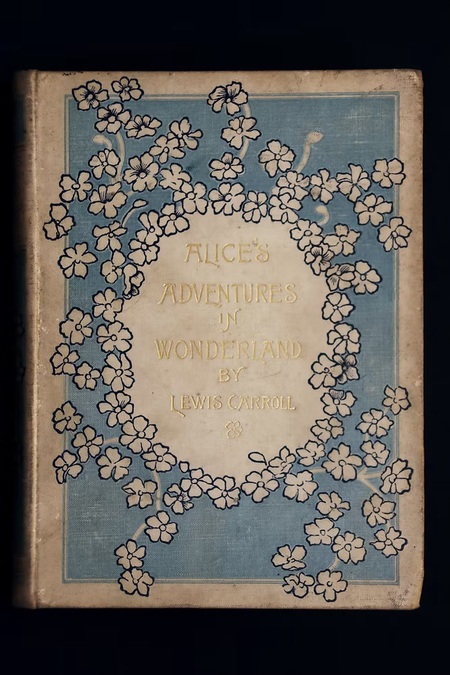 ALICE'S
ADVENTURES
IN
WONDERLAND
BY
LEWIS CARROLL